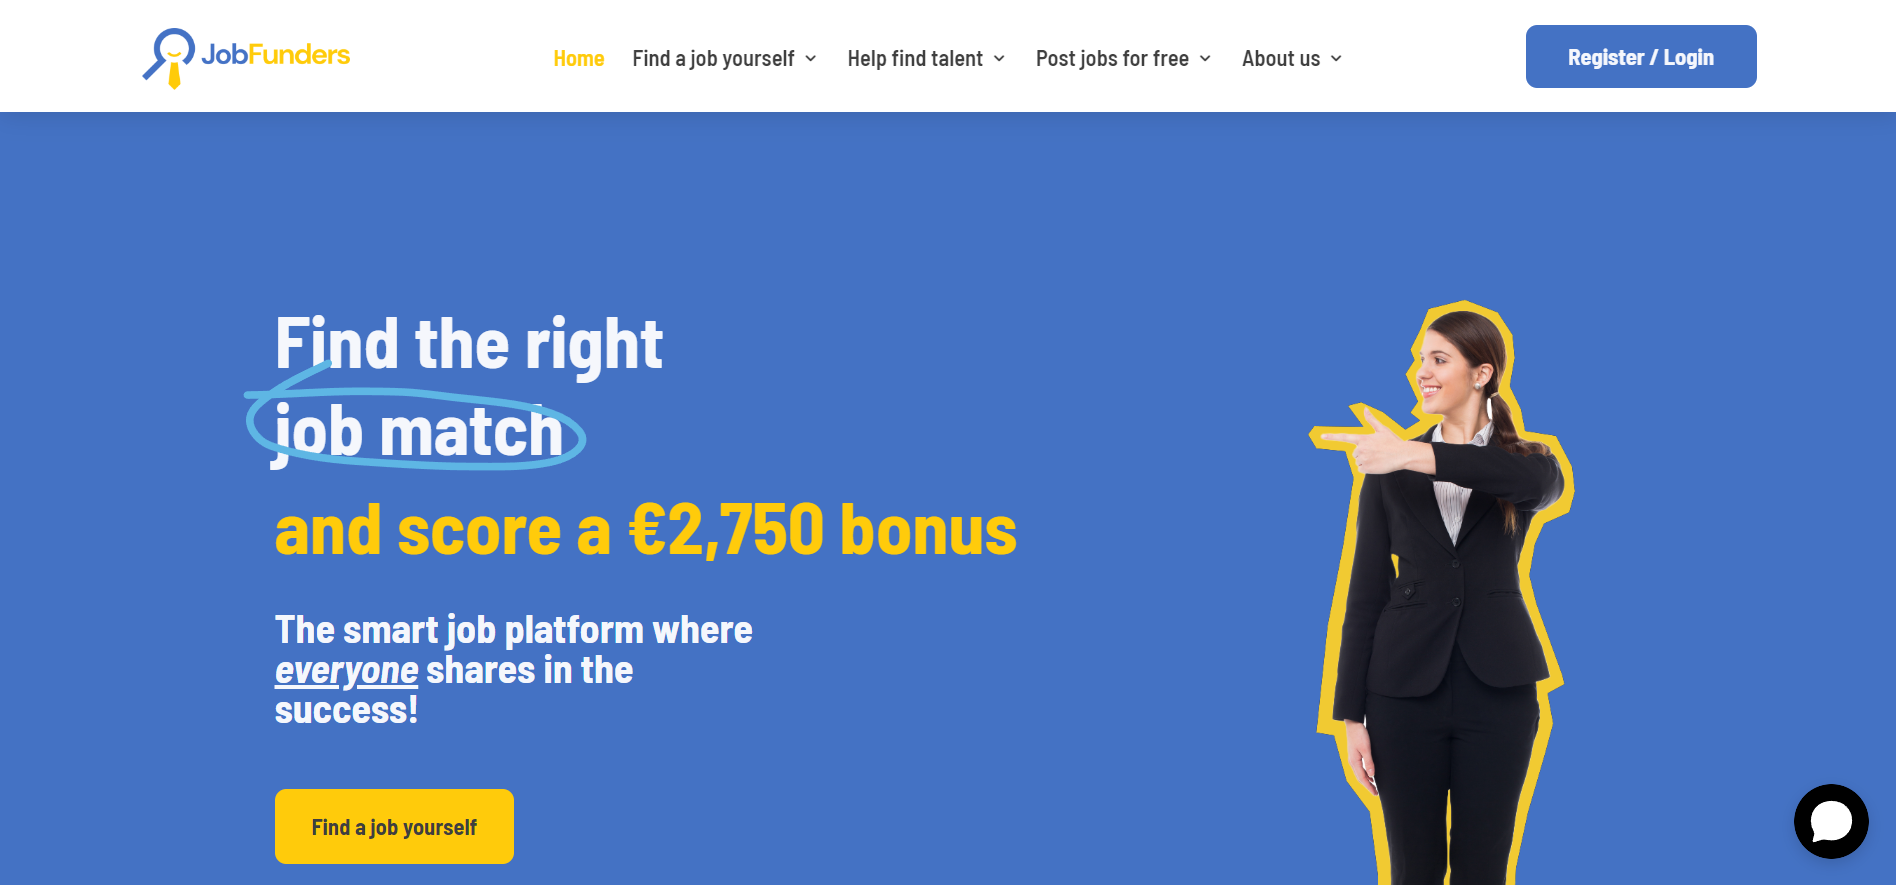 JobFunders
Home
Find a job yourself
Help find talent
Post jobs for free
About us
Register / Login
Find the right
job match
and score a €2,750 bonus
The smart job platform where
everyone shares in the
success!
Find a job yourself